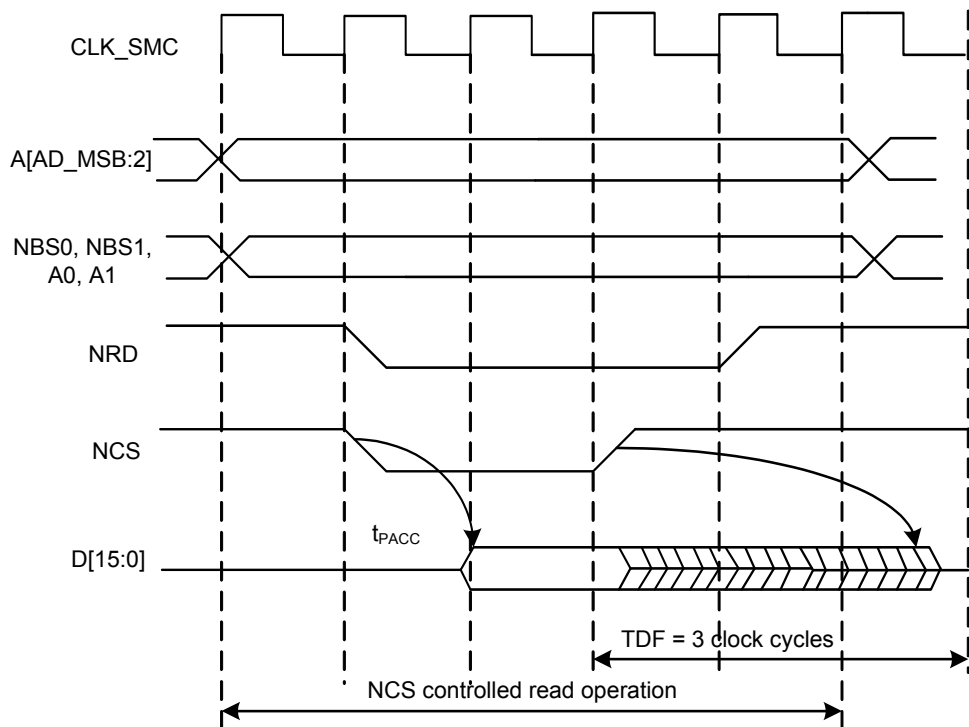 CLK_SMC
A[AD_MSB:2]
NBS0, NBS1,
A0, A1
NRD
NCS
tPACC
D[15:0]
TDF = 3 clock cycles
NCS controlled read operation